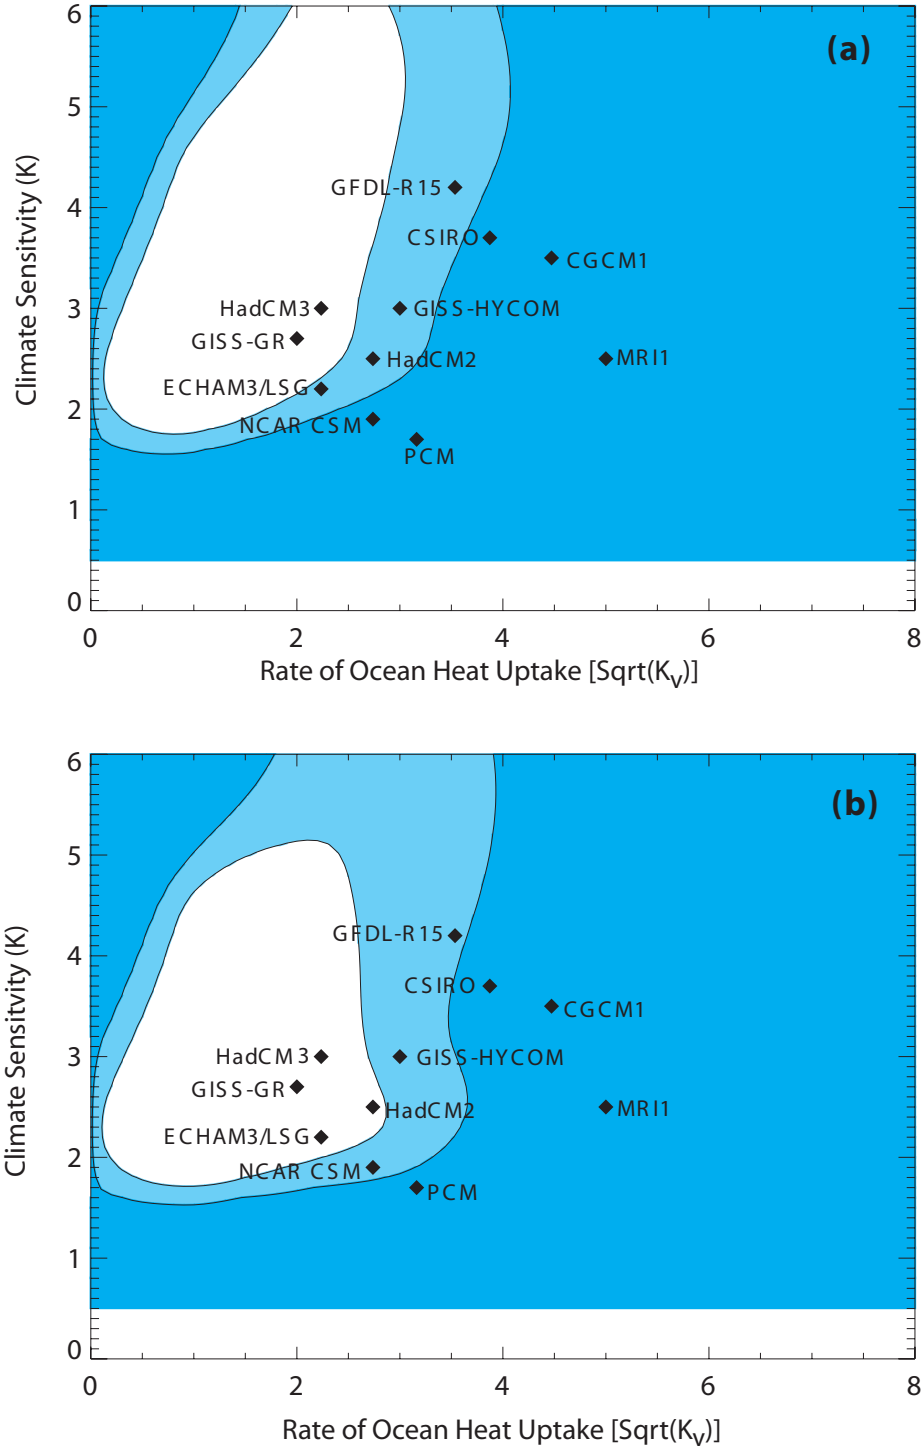 6
(a)
5
GFDL-R15
4
CSIRO
CGCM1
HadCM3
GISS-HYCOM
3
GISS-GR
HadCM2
MRI1
ECHAM3/LSG
2
NCAR CSM
PCM
1
0
Climate Sensitvity (K)
0 2 4 6 8
Rate of Ocean Heat Uptake [Sqrt(Kv)]
6
(b)
5
GFDL-R15
4
CSIRO
CGCM1
HadCM3
GISS-HYCOM
3
GISS-GR
HadCM2
MRI1
ECHAM3/LSG
2
NCAR CSM
PCM
1
0
Climate Sensitvity (K)
0 2 4 6 8
Rate of Ocean Heat Uptake [Sqrt(Kv)]